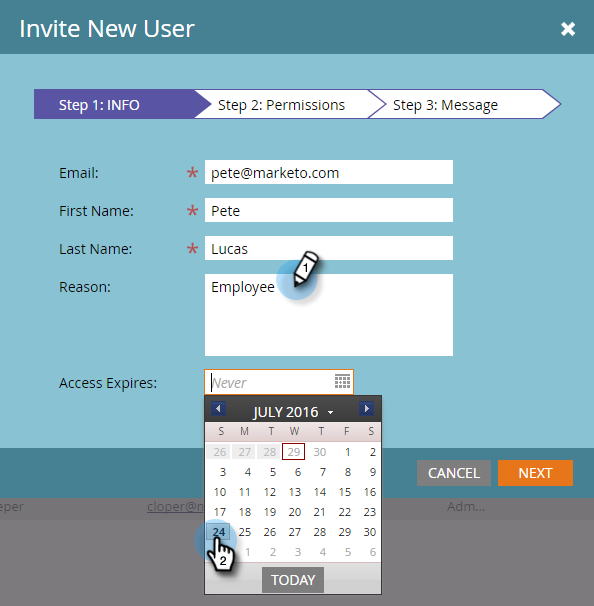 Invite New User
Step 1: INFO Step 2: Permissions Step 3: Message
Email: * pete@marketo.com
First Name: * Pete
Last Name: * Lucas
1
Reason: Employee
Access Expires: Never
JULY 2016
S M T W T F S
26 27 28 29 30 1 2
3 4 5 6 7 8 9
CANCEL NEXT
10 11 12 13 14 15 16
eper cloper@ Adm...
17 18 19 20 21 22 23
24 25 26 27 28 29 30
2 1 2 3 4 5 6
TODAY